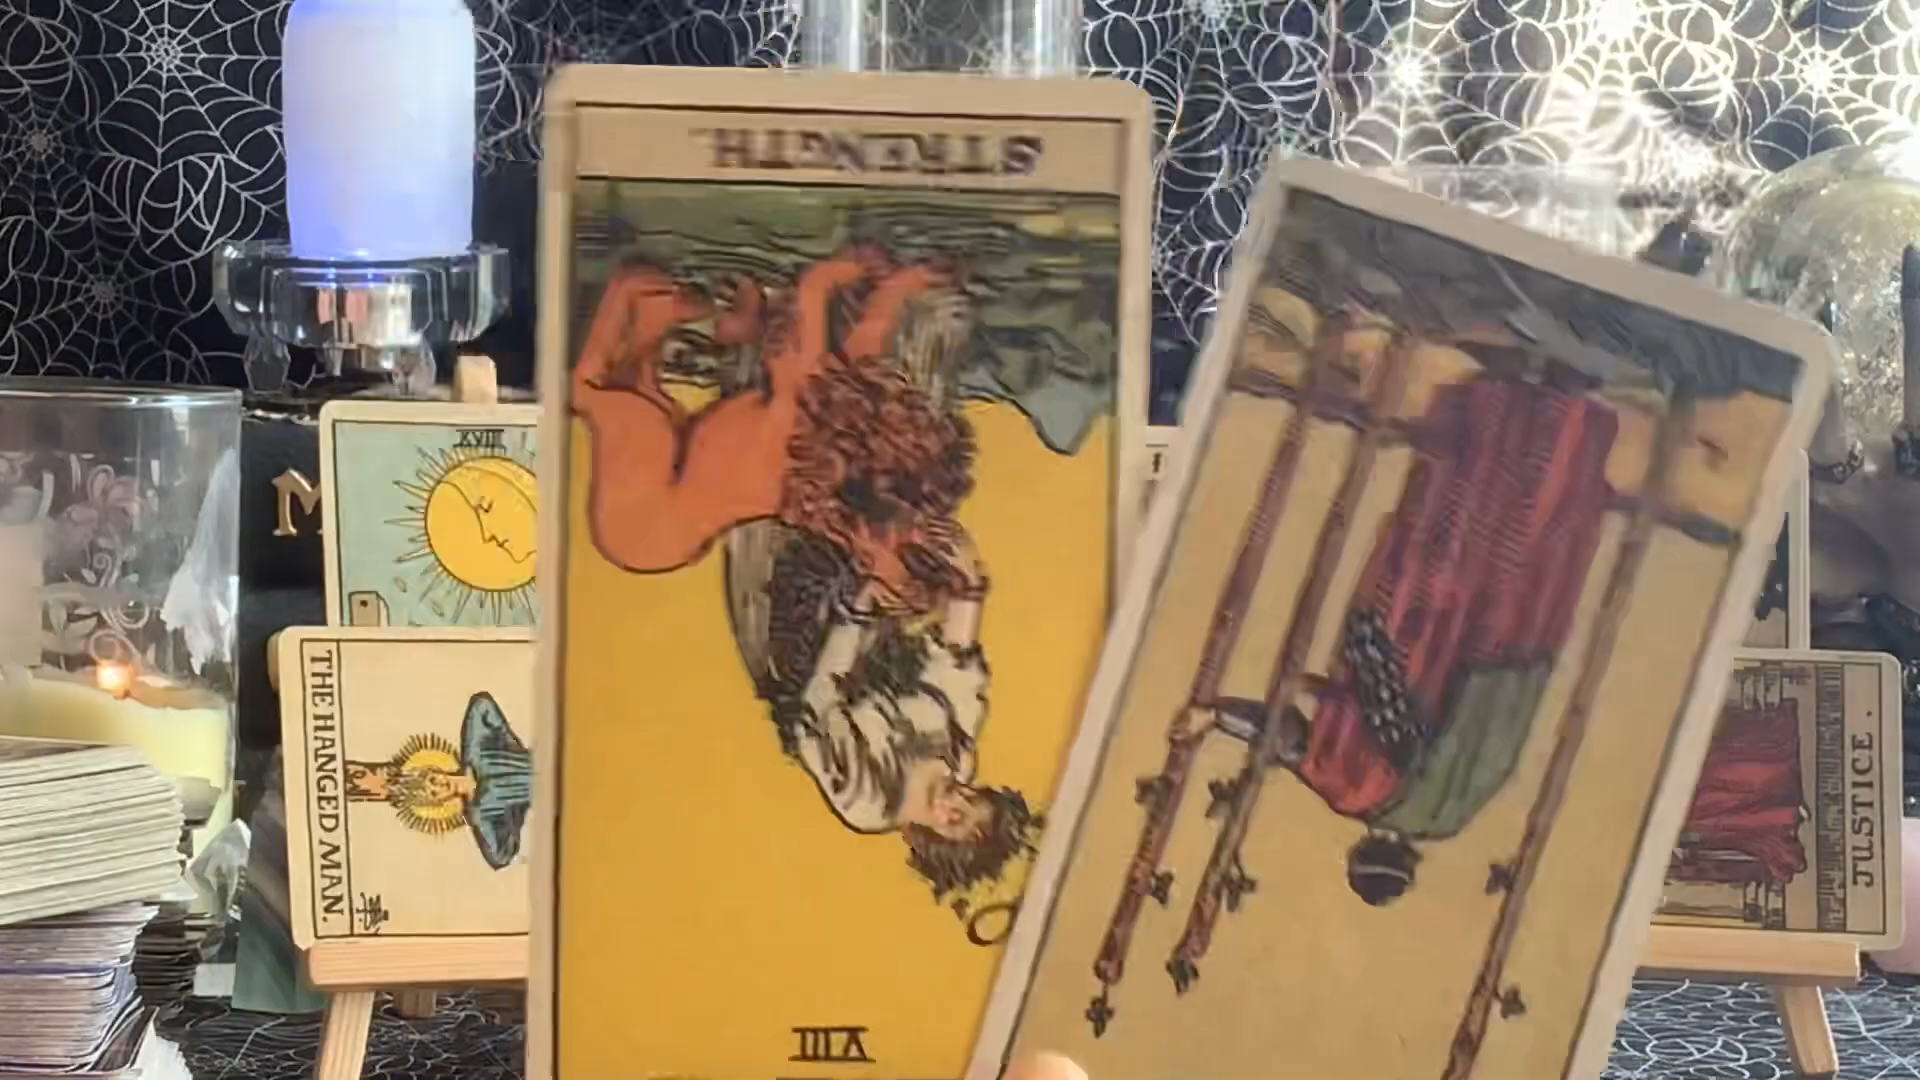 STRENGTH.
XVIII
M
THE HANGED MAN.
JUSTICE.
VIII